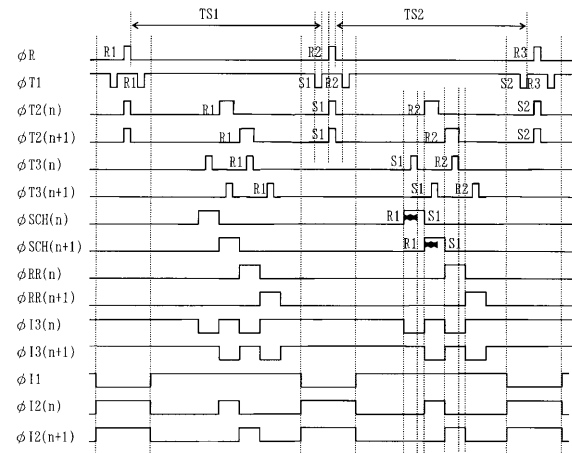 TS1 TS2
φR R1 R2 R3
φT1 R1 S1 R2 S2 R3
φT2(n) R1 S1 R2 S2
φT2(n+1) R1 S1 R2 S2
φT3(n) R1 S1 R2
φT3(n+1) R1 S1 R2
φSCH(n) R1 S1
φSCH(n+1) R1 S1
φRR(n)
φRR(n+1)
φI3(n)
φI3(n+1)
φI1
φI2(n)
φI2(n+1)